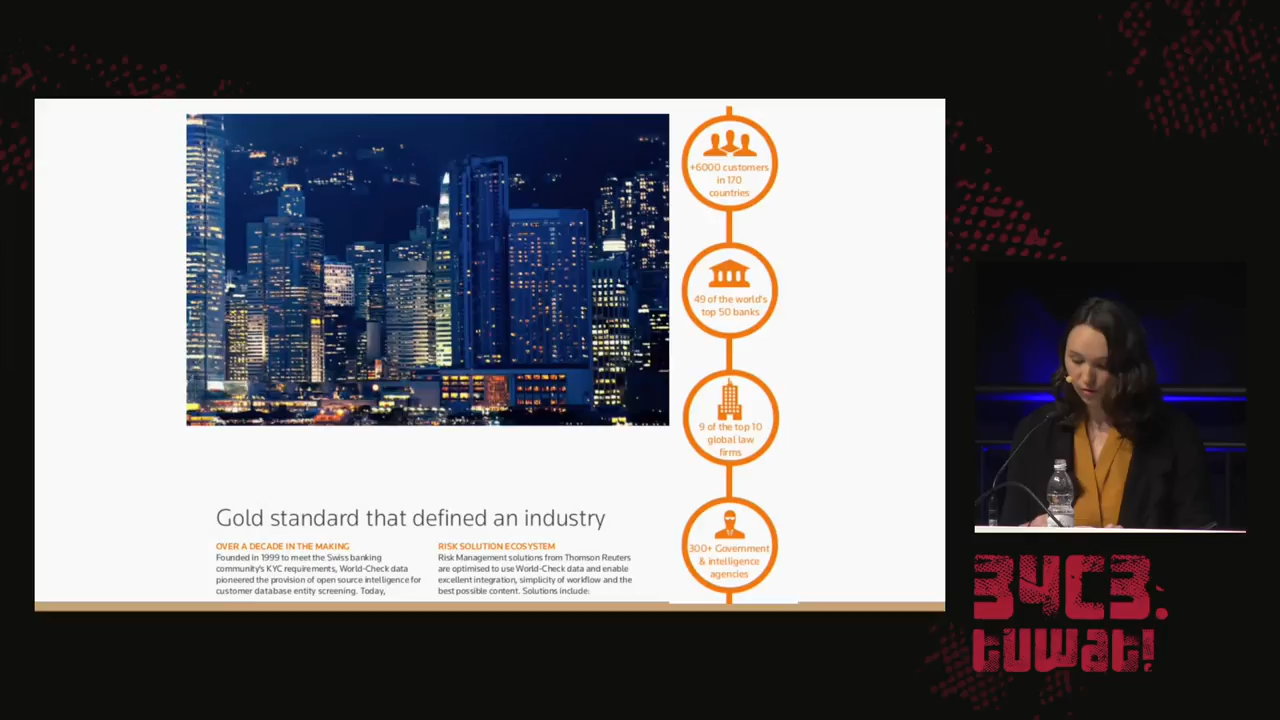 +6000 customers
in 170
countries
49 of the world's
top 50 banks
9 of the top 10
global law
firms
300+ Government
& intelligence
agencies
Gold standard that defined an industry
OVER A DECADE IN THE MAKING
Founded in 1999 to meet the Swiss banking
community's KYC requirements, World-Check data
pioneered the provision of open source intelligence for
customer database entity screening. Today,
RISK SOLUTION ECOSYSTEM
Risk Management solutions from Thomson Reuters
are optimised to use World-Check data and enable
excellent integration, simplicity of workflow and the
best possible content. Solutions include:
34C3.
tuwat!